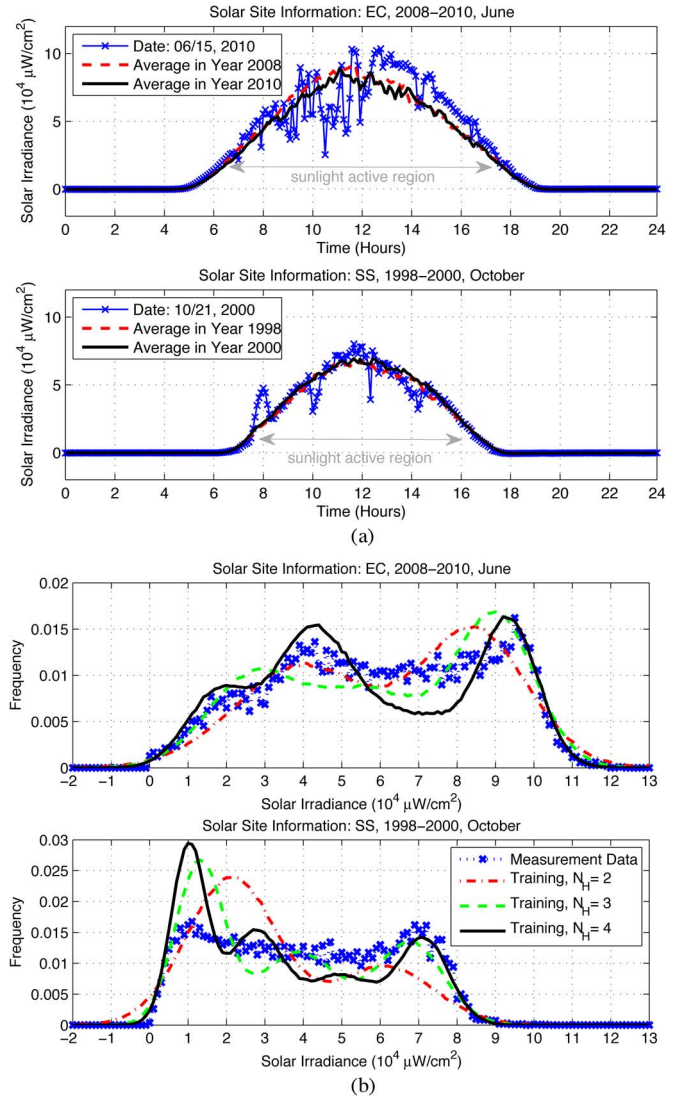 Solar Site Information: EC, 2008−2010, June
Solar Irradiance (10^4 μW/cm^2)
10
5
0
Date: 06/15, 2010
Average in Year 2008
Average in Year 2010
sunlight active region
0 2 4 6 8 10 12 14 16 18 20 22 24
Time (Hours)
Solar Site Information: SS, 1998−2000, October
Solar Irradiance (10^4 μW/cm^2)
10
5
0
Date: 10/21, 2000
Average in Year 1998
Average in Year 2000
sunlight active region
0 2 4 6 8 10 12 14 16 18 20 22 24
Time (Hours)
(a)
Solar Site Information: EC, 2008−2010, June
Frequency
0.02
0.015
0.01
0.005
0
−2 −1 0 1 2 3 4 5 6 7 8 9 10 11 12 13
Solar Irradiance (10^4 μW/cm^2)
Solar Site Information: SS, 1998−2000, October
Frequency
0.03
0.025
0.02
0.015
0.01
0.005
0
Measurement Data
Training, N_H= 2
Training, N_H= 3
Training, N_H= 4
−2 −1 0 1 2 3 4 5 6 7 8 9 10 11 12 13
Solar Irradiance (10^4 μW/cm^2)
(b)